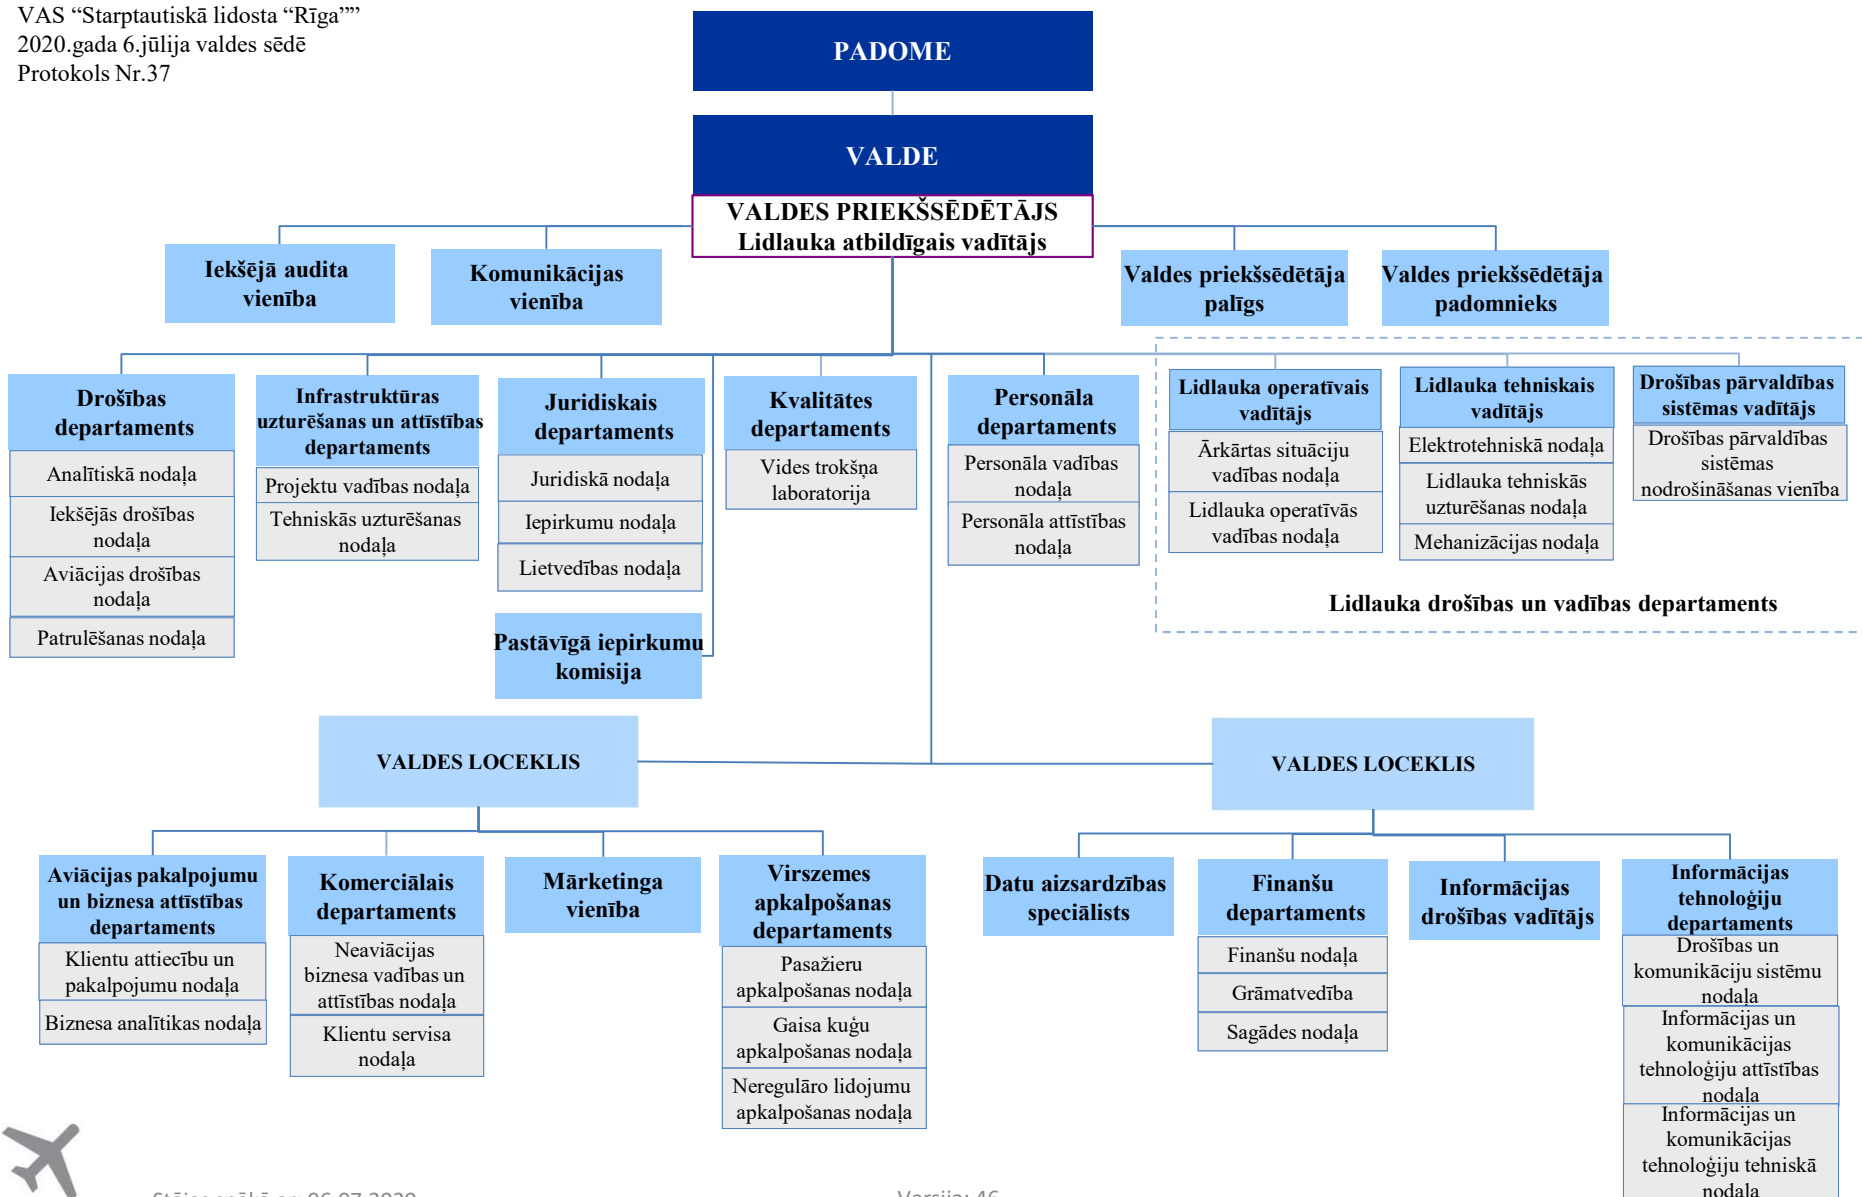 VAS “Starptautiskā lidosta “Rīga””
2020.gada 6.jūlija valdes sēdē
Protokols Nr.37
PADOME
VALDE
VALDES PRIEKŠSĒDĒTĀJS
Lidlauka atbildīgais vadītājs
Iekšējā audita
vienība
Komunikācijas
vienība
Valdes priekšsēdētāja
palīgs
Valdes priekšsēdētāja
padomnieks
Drošības
departaments
Analītiskā nodaļa
Iekšējās drošības
nodaļa
Aviācijas drošības
nodaļa
Patrulēšanas nodaļa
Infrastruktūras
uzturēšanas un attīstības
departaments
Projektu vadības nodaļa
Tehniskās uzturēšanas
nodaļa
Juridiskais
departaments
Juridiskā nodaļa
Iepirkumu nodaļa
Lietvedības nodaļa
Pastāvīgā iepirkumu
komisija
Kvalitātes
departaments
Vides trokšņa
laboratorija
Personāla
departaments
Personāla vadības
nodaļa
Personāla attīstības
nodaļa
Lidlauka operatīvais
vadītājs
Ārkārtas situāciju
vadības nodaļa
Lidlauka operatīvās
vadības nodaļa
Lidlauka tehniskais
vadītājs
Elektrotehniskā nodaļa
Lidlauka tehniskās
uzturēšanas nodaļa
Mehanizācijas nodaļa
Drošības pārvaldības
sistēmas vadītājs
Drošības pārvaldības
sistēmas
nodrošināšanas vienība
Lidlauka drošības un vadības departaments
VALDES LOCEKLIS
VALDES LOCEKLIS
Aviācijas pakalpojumu
un biznesa attīstības
departaments
Klientu attiecību un
pakalpojumu nodaļa
Biznesa analītikas nodaļa
Komerciālais
departaments
Neaviācijas
biznesa vadības un
attīstības nodaļa
Klientu servisa
nodaļa
Mārketinga
vienība
Virszemes
apkalpošanas
departaments
Pasažieru
apkalpošanas nodaļa
Gaisa kuģu
apkalpošanas nodaļa
Neregulāro lidojumu
apkalpošanas nodaļa
Datu aizsardzības
speciālists
Finanšu
departaments
Finanšu nodaļa
Grāmatvedība
Sagādes nodaļa
Informācijas
drošības vadītājs
Informācijas
tehnoloģiju
departaments
Drošības un
komunikāciju sistēmu
nodaļa
Informācijas un
komunikācijas
tehnoloģiju attīstības
nodaļa
Informācijas un
komunikācijas
tehnoloģiju tehniskā
nodaļa
Stājas spēkā ar: 06.07.2020
Versija: 46